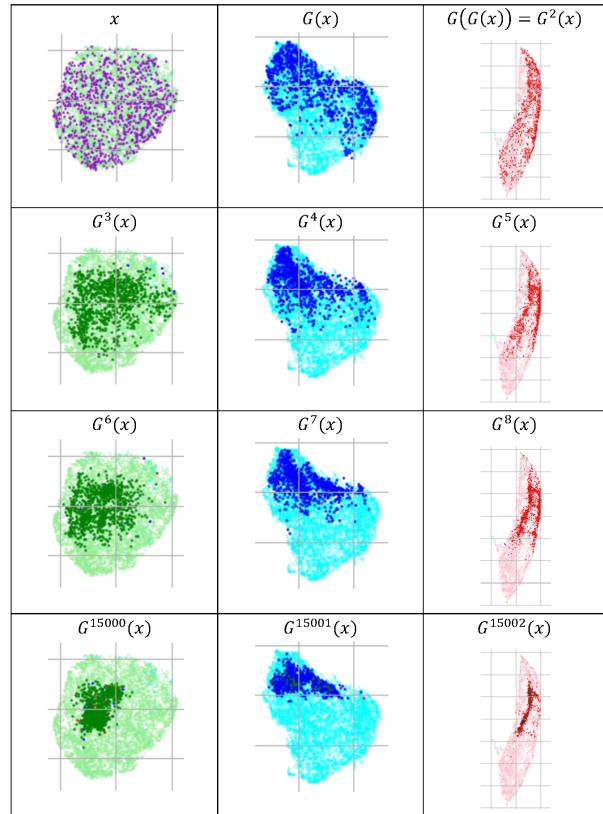 x
G(x)
G(G(x)) = G²(x)
G³(x)
G⁴(x)
G⁵(x)
G⁶(x)
G⁷(x)
G⁸(x)
G¹⁵⁰⁰⁰(x)
G¹⁵⁰⁰¹(x)
G¹⁵⁰⁰²(x)